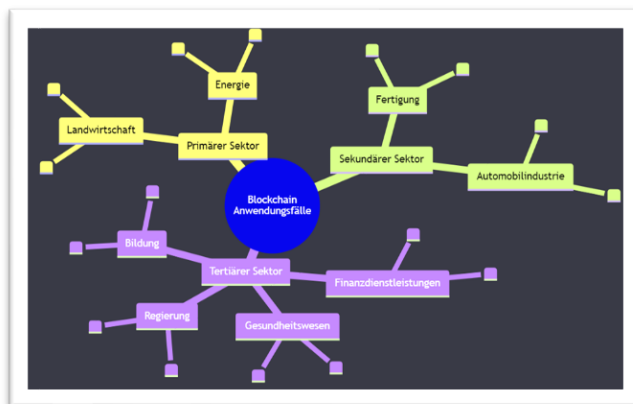 Energie
Landwirtschaft
Primärer Sektor
Fertigung
Sekundärer Sektor
Automobilindustrie
Blockchain
Anwendungsfälle
Bildung
Tertiärer Sektor
Finanzdienstleistungen
Regierung
Gesundheitswesen